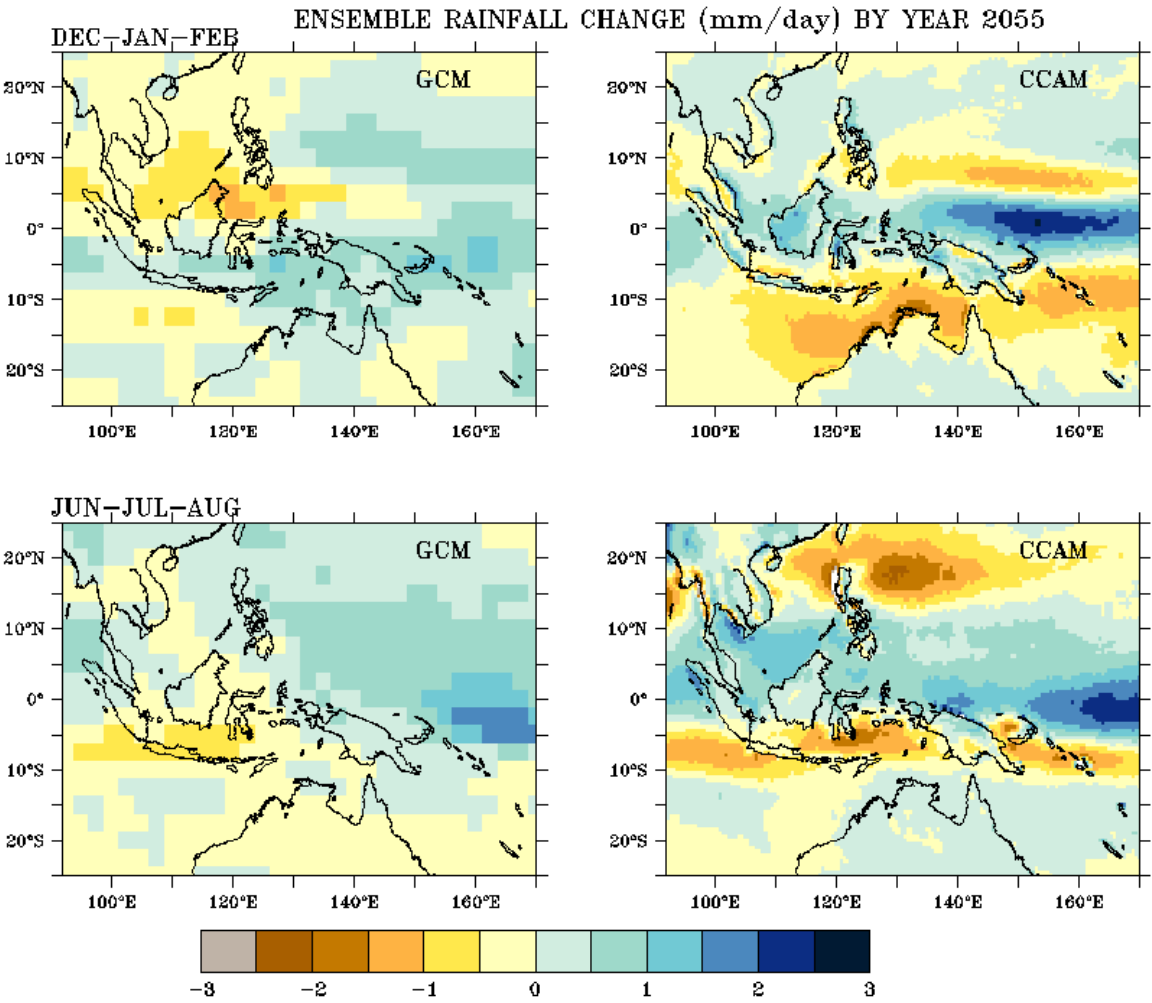 ENSEMBLE RAINFALL CHANGE (mm/day) BY YEAR 2055
DEC-JAN-FEB
GCM
CCAM
20°N
10°N
0°
10°S
20°S
100°E 120°E 140°E 160°E
20°N
10°N
0°
10°S
20°S
100°E 120°E 140°E 160°E
JUN-JUL-AUG
GCM
CCAM
20°N
10°N
0°
10°S
20°S
100°E 120°E 140°E 160°E
20°N
10°N
0°
10°S
20°S
100°E 120°E 140°E 160°E
-3 -2 -1 0 1 2 3